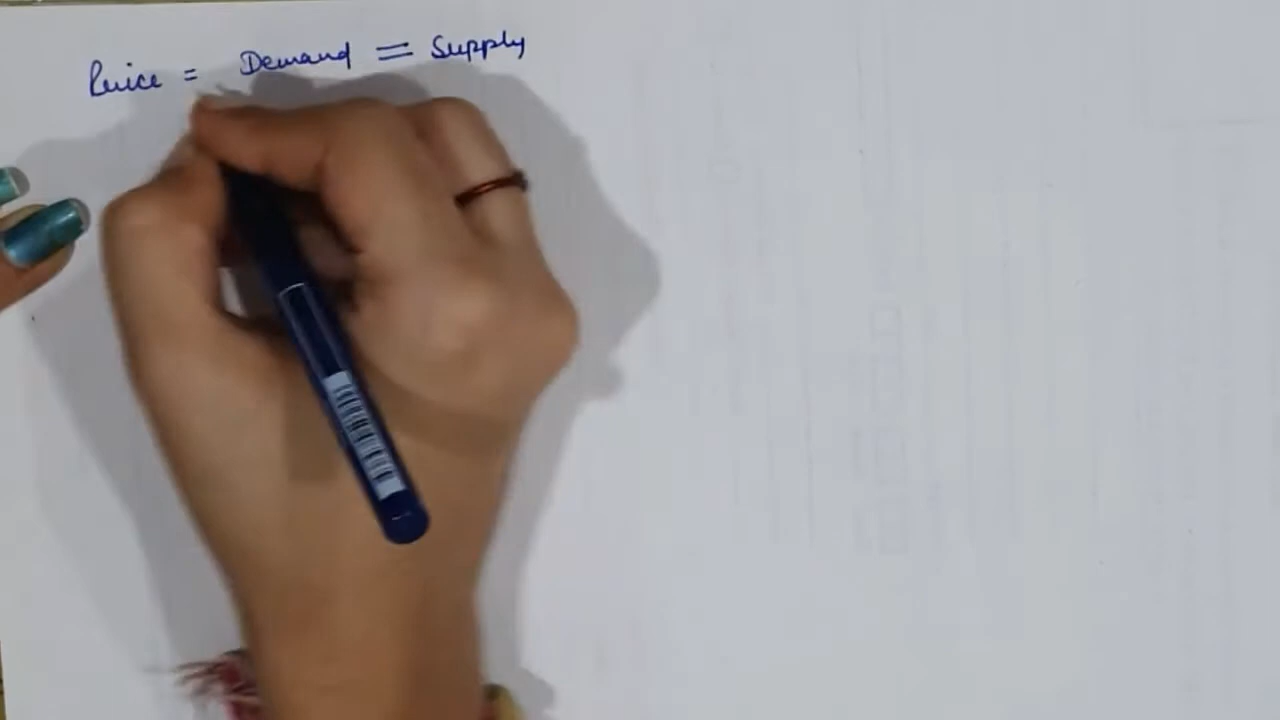 Price = Demand = Supply